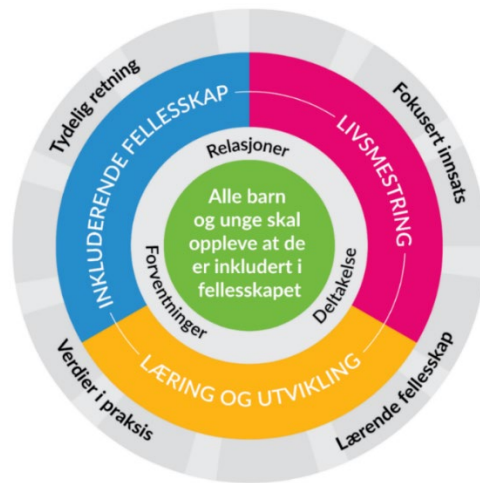 Tydelig retning
Fokusert innsats
INKLUDERENDE FELLESSKAP
LIVSMESTRING
Relasjoner
Alle barn
og unge skal
oppleve at de
er inkludert i
fellesskapet
Forventninger
Deltakelse
LÆRING OG UTVIKLING
Verdier i praksis
Lærende fellesskap